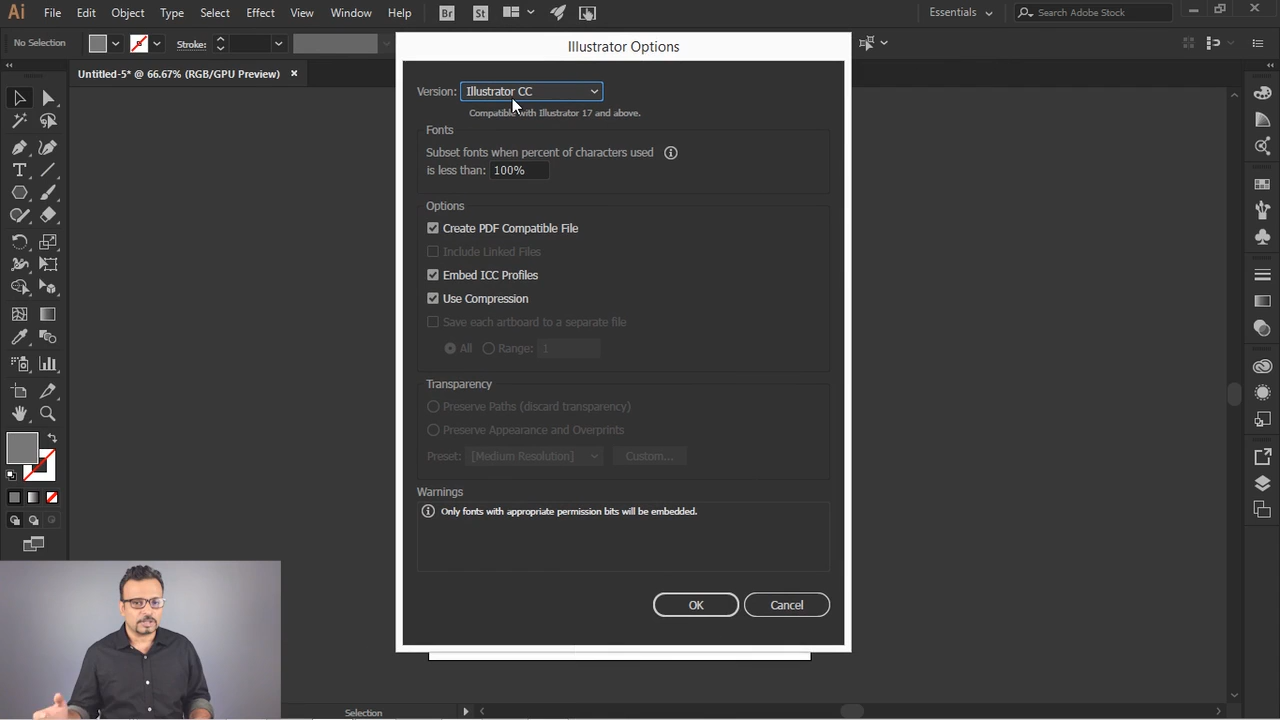 Ai File Edit Object Type Select Effect View Window Help Br St Essentials Search Adobe Stock
No Selection Stroke:
Untitled-5* @ 66.67% (RGB/GPU Preview) ×
Illustrator Options
Version: Illustrator CC
Compatible with Illustrator 17 and above.
Fonts
Subset fonts when percent of characters used
is less than: 100%
Options
Create PDF Compatible File
Include Linked Files
Embed ICC Profiles
Use Compression
Save each artboard to a separate file
All Range: 1
Transparency
Preserve Paths (discard transparency)
Preserve Appearance and Overprints
Preset: [Medium Resolution] Custom...
Warnings
Only fonts with appropriate permission bits will be embedded.
OK Cancel
Selection